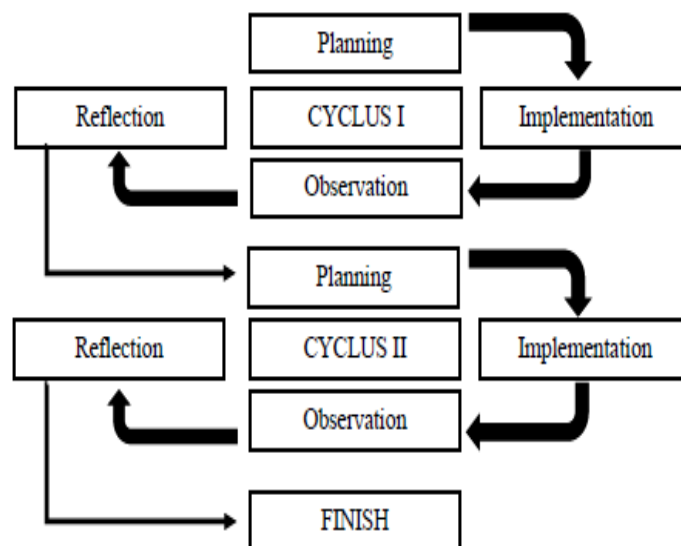 Planning
Reflection
CYCLUS I
Implementation
Observation
Planning
Reflection
CYCLUS II
Implementation
Observation
FINISH